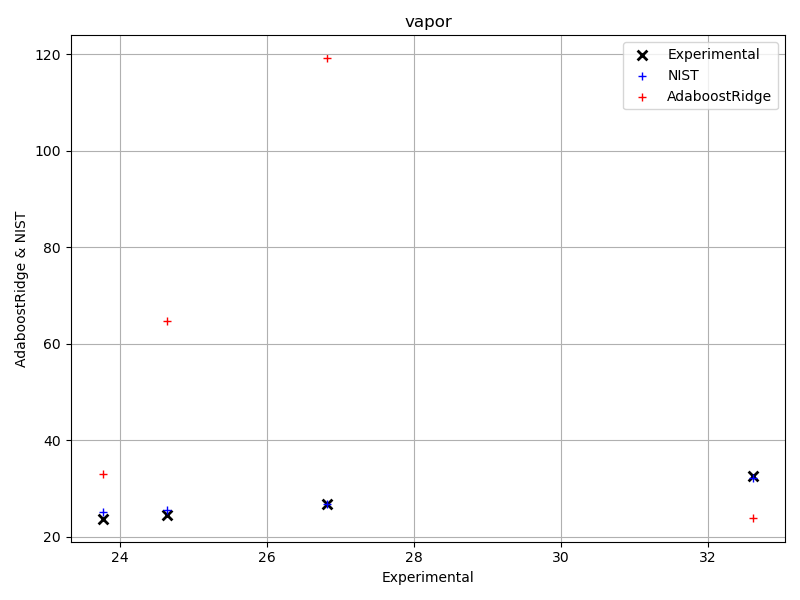 vapor
Experimental
NIST
AdaboostRidge
120
100
80
60
40
20
AdaboostRidge & NIST
24
26
28
30
32
Experimental